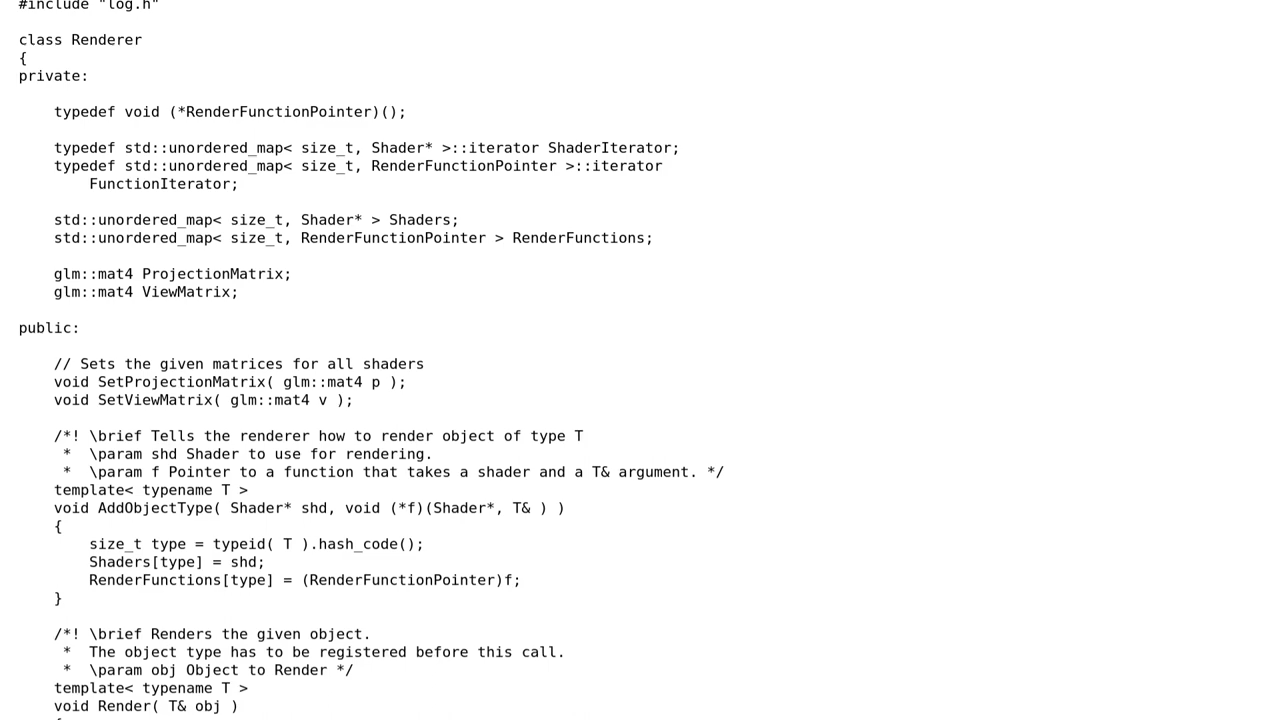 #include "log.h"
class Renderer
{
private:
typedef void (*RenderFunctionPointer)();
typedef std::unordered_map< size_t, Shader* >::iterator ShaderIterator;
typedef std::unordered_map< size_t, RenderFunctionPointer >::iterator
FunctionIterator;
std::unordered_map< size_t, Shader* > Shaders;
std::unordered_map< size_t, RenderFunctionPointer > RenderFunctions;
glm::mat4 ProjectionMatrix;
glm::mat4 ViewMatrix;
public:
// Sets the given matrices for all shaders
void SetProjectionMatrix( glm::mat4 p );
void SetViewMatrix( glm::mat4 v );
/*! \brief Tells the renderer how to render object of type T
*  \param shd Shader to use for rendering.
*  \param f Pointer to a function that takes a shader and a T& argument. */
template< typename T >
void AddObjectType( Shader* shd, void (*f)(Shader*, T& ) )
{
size_t type = typeid( T ).hash_code();
Shaders[type] = shd;
RenderFunctions[type] = (RenderFunctionPointer)f;
}
/*! \brief Renders the given object.
*  The object type has to be registered before this call.
*  \param obj Object to Render */
template< typename T >
void Render( T& obj )